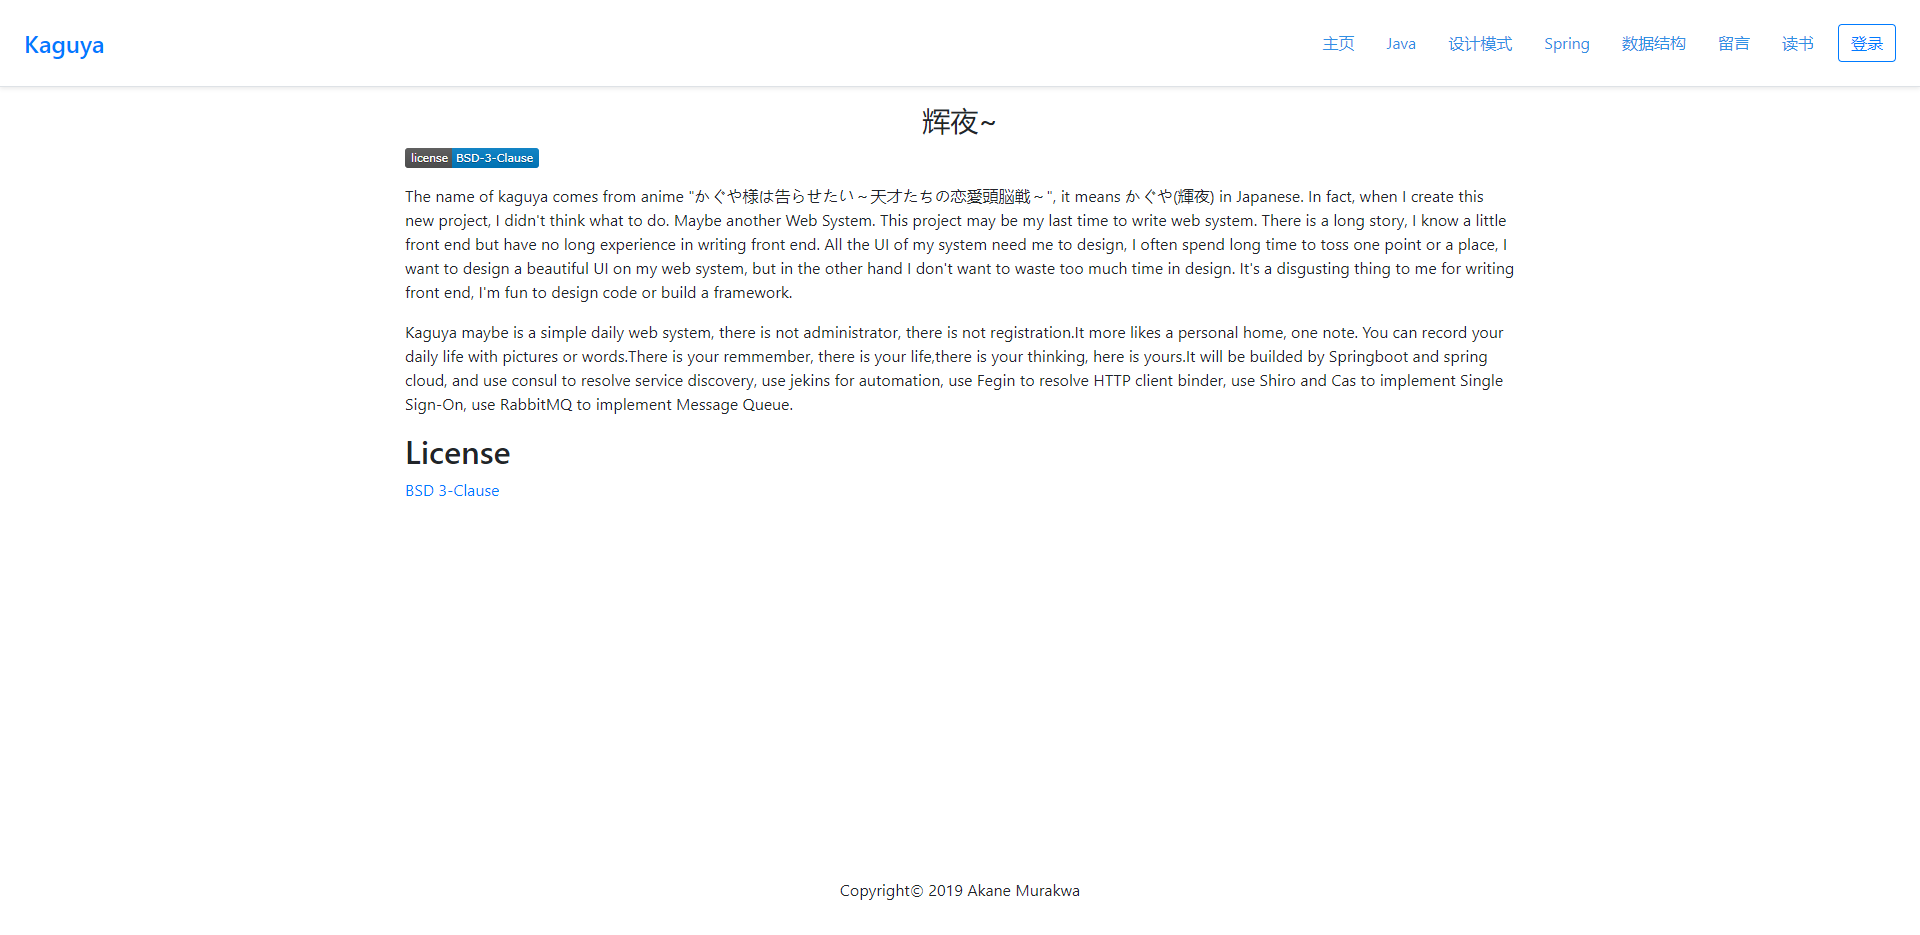 Kaguya
主页 Java 设计模式 Spring 数据结构 留言 读书 登录
辉夜~
license BSD-3-Clause
The name of kaguya comes from anime "かぐや様は告らせたい～天才たちの恋愛頭脳戦～", it means かぐや(輝夜) in Japanese. In fact, when I create this
new project, I didn't think what to do. Maybe another Web System. This project may be my last time to write web system. There is a long story, I know a little
front end but have no long experience in writing front end. All the UI of my system need me to design, I often spend long time to toss one point or a place, I
want to design a beautiful UI on my web system, but in the other hand I don't want to waste too much time in design. It's a disgusting thing to me for writing
front end, I'm fun to design code or build a framework.
Kaguya maybe is a simple daily web system, there is not administrator, there is not registration.It more likes a personal home, one note. You can record your
daily life with pictures or words.There is your remmember, there is your life,there is your thinking, here is yours.It will be builded by Springboot and spring
cloud, and use consul to resolve service discovery, use jekins for automation, use Fegin to resolve HTTP client binder, use Shiro and Cas to implement Single
Sign-On, use RabbitMQ to implement Message Queue.
License
BSD 3-Clause
Copyright© 2019 Akane Murakwa